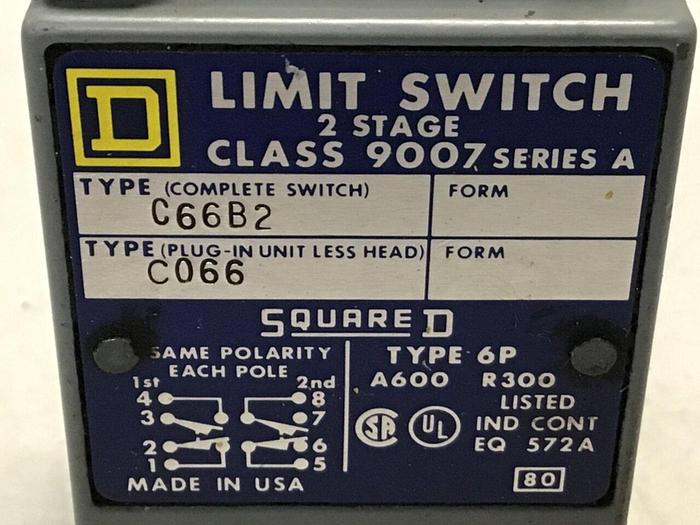 D LIMIT SWITCH
2 STAGE
CLASS 9007 SERIES A
TYPE (COMPLETE SWITCH) FORM
C66B2
TYPE (PLUG-IN UNIT LESS HEAD) FORM
C066
SQUARE D
SAME POLARITY
EACH POLE
1st 2nd
4 8
3 7
2 6
1 5
MADE IN USA
TYPE 6P
A600 R300
LISTED
SA UL IND CONT
EQ 572A
80